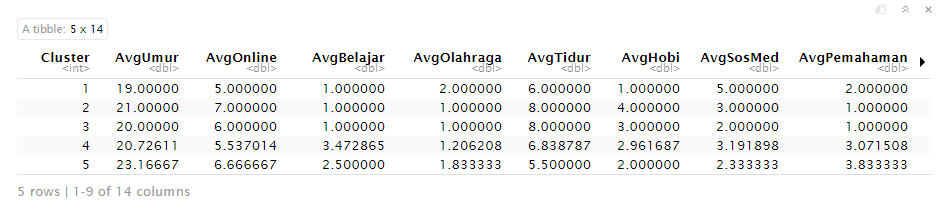 A tibble: 5 x 14
Cluster AvgUmur AvgOnline AvgBelajar AvgOlahraga AvgTidur AvgHobi AvgSosMed AvgPemahaman
<int> <dbl> <dbl> <dbl> <dbl> <dbl> <dbl> <dbl> <dbl>
1 19.00000 5.000000 1.000000 2.000000 6.000000 1.000000 5.000000 2.000000
2 21.00000 7.000000 1.000000 1.000000 8.000000 4.000000 3.000000 1.000000
3 20.00000 6.000000 1.000000 1.000000 8.000000 3.000000 2.000000 1.000000
4 20.72611 5.537014 3.472865 1.206208 6.838787 2.961687 3.191898 3.071508
5 23.16667 6.666667 2.500000 1.833333 5.500000 2.000000 2.333333 3.833333
5 rows | 1-9 of 14 columns